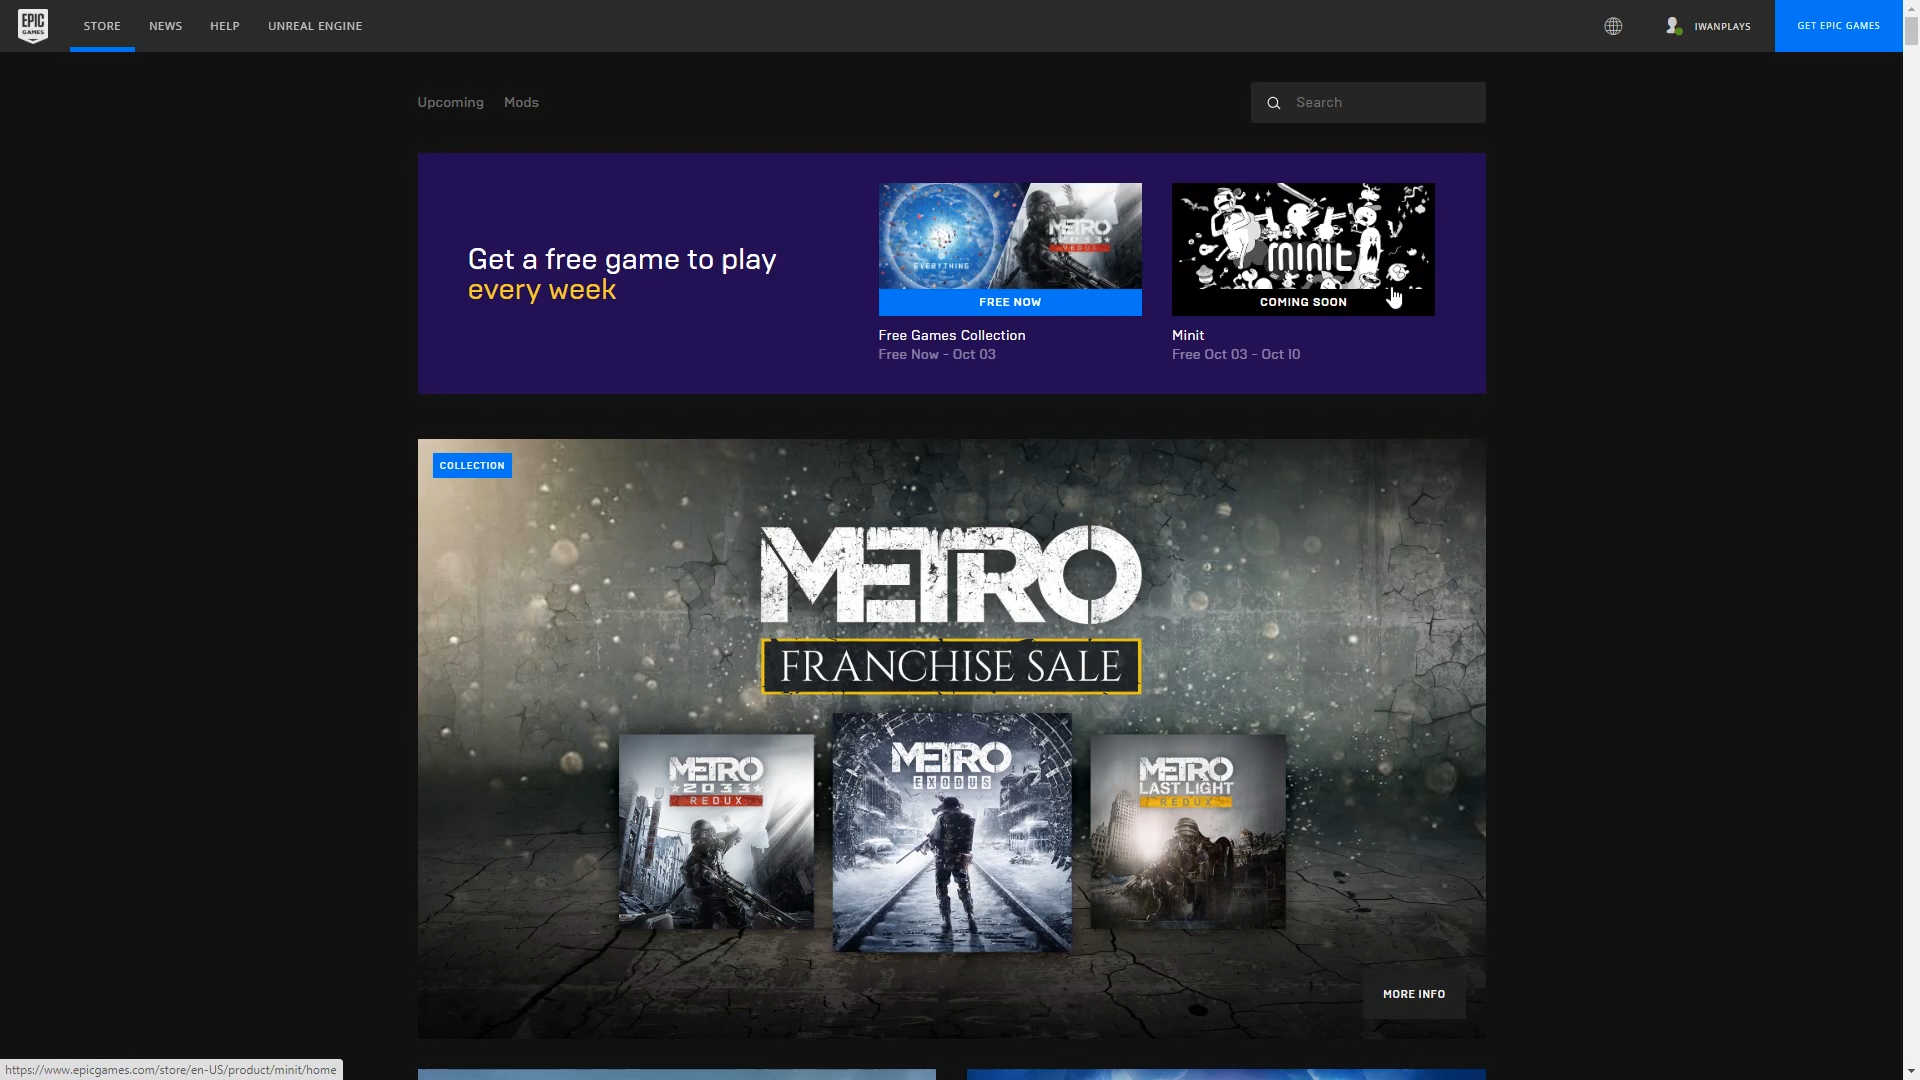 EPIC
GAMES
STORE
NEWS
HELP
UNREAL ENGINE
IWANPLAYS
GET EPIC GAMES
Upcoming
Mods
Search
Get a free game to play
every week
EVERYTHING
METRO
2033
REDUX
FREE NOW
Free Games Collection
Free Now - Oct 03
minit
COMING SOON
Minit
Free Oct 03 - Oct 10
COLLECTION
METRO
FRANCHISE SALE
METRO
2033
REDUX
METRO
EXODUS
METRO
LAST LIGHT
REDUX
MORE INFO
https://www.epicgames.com/store/en-US/product/minit/home